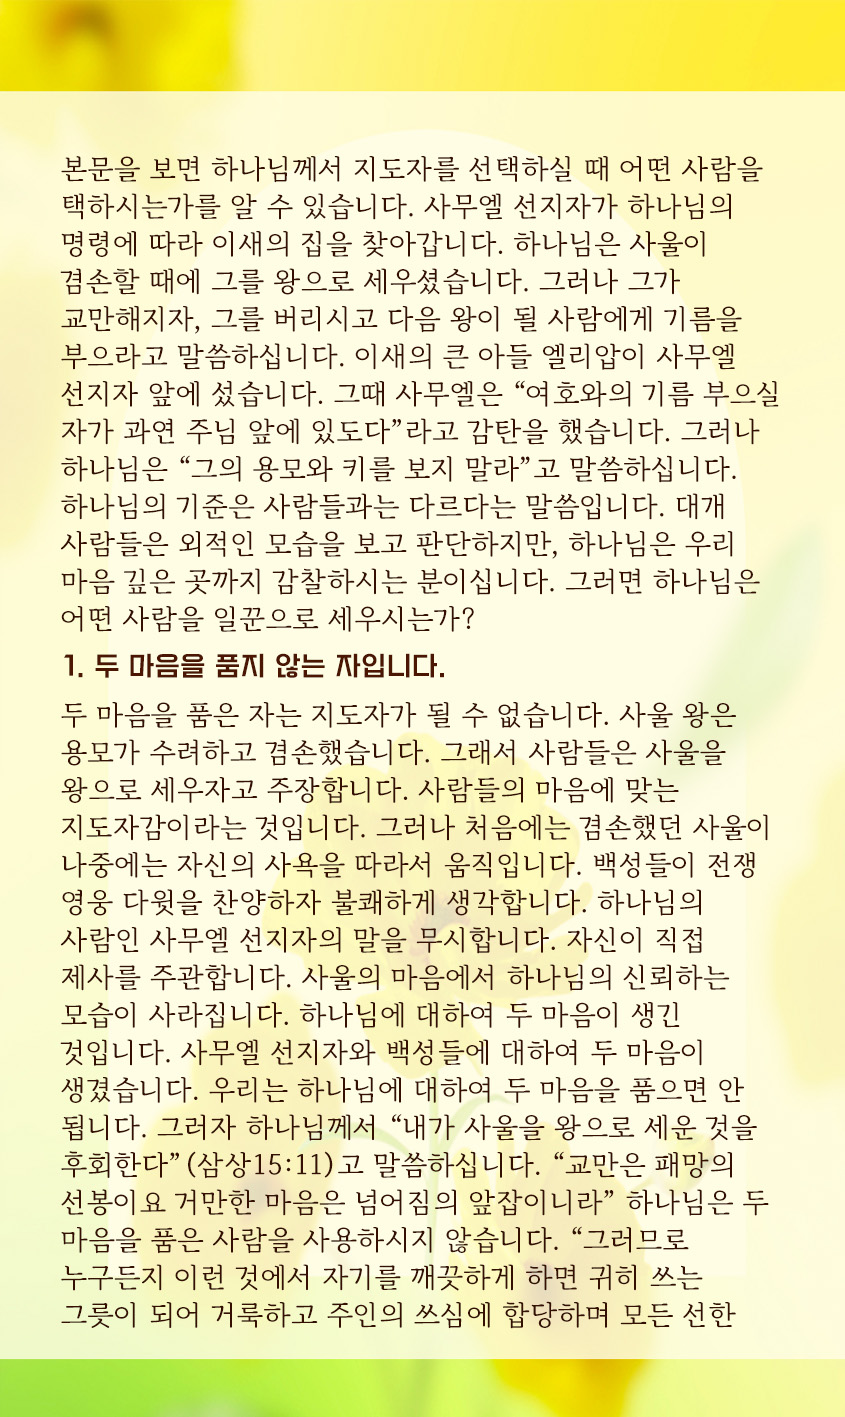 본문을 보면 하나님께서 지도자를 선택하실 때 어떤 사람을
택하시는가를 알 수 있습니다. 사무엘 선지자가 하나님의
명령에 따라 이새의 집을 찾아갑니다. 하나님은 사울이
겸손할 때에 그를 왕으로 세우셨습니다. 그러나 그가
교만해지자, 그를 버리시고 다음 왕이 될 사람에게 기름을
부으라고 말씀하십니다. 이새의 큰 아들 엘리압이 사무엘
선지자 앞에 섰습니다. 그때 사무엘은 “여호와의 기름 부으실
자가 과연 주님 앞에 있도다”라고 감탄을 했습니다. 그러나
하나님은 “그의 용모와 키를 보지 말라”고 말씀하십니다.
하나님의 기준은 사람들과는 다르다는 말씀입니다. 대개
사람들은 외적인 모습을 보고 판단하지만, 하나님은 우리
마음 깊은 곳까지 감찰하시는 분이십니다. 그러면 하나님은
어떤 사람을 일꾼으로 세우시는가?
1. 두 마음을 품지 않는 자입니다.
두 마음을 품은 자는 지도자가 될 수 없습니다. 사울 왕은
용모가 수려하고 겸손했습니다. 그래서 사람들은 사울을
왕으로 세우자고 주장합니다. 사람들의 마음에 맞는
지도자감이라는 것입니다. 그러나 처음에는 겸손했던 사울이
나중에는 자신의 사욕을 따라서 움직입니다. 백성들이 전쟁
영웅 다윗을 찬양하자 불쾌하게 생각합니다. 하나님의
사람인 사무엘 선지자의 말을 무시합니다. 자신이 직접
제사를 주관합니다. 사울의 마음에서 하나님의 신뢰하는
모습이 사라집니다. 하나님에 대하여 두 마음이 생긴
것입니다. 사무엘 선지자와 백성들에 대하여 두 마음이
생겼습니다. 우리는 하나님에 대하여 두 마음을 품으면 안
됩니다. 그러자 하나님께서 “내가 사울을 왕으로 세운 것을
후회한다”(삼상15:11)고 말씀하십니다. “교만은 패망의
선봉이요 거만한 마음은 넘어짐의 앞잡이니라” 하나님은 두
마음을 품은 사람을 사용하시지 않습니다. “그러므로
누구든지 이런 것에서 자기를 깨끗하게 하면 귀히 쓰는
그릇이 되어 거룩하고 주인의 쓰심에 합당하며 모든 선한